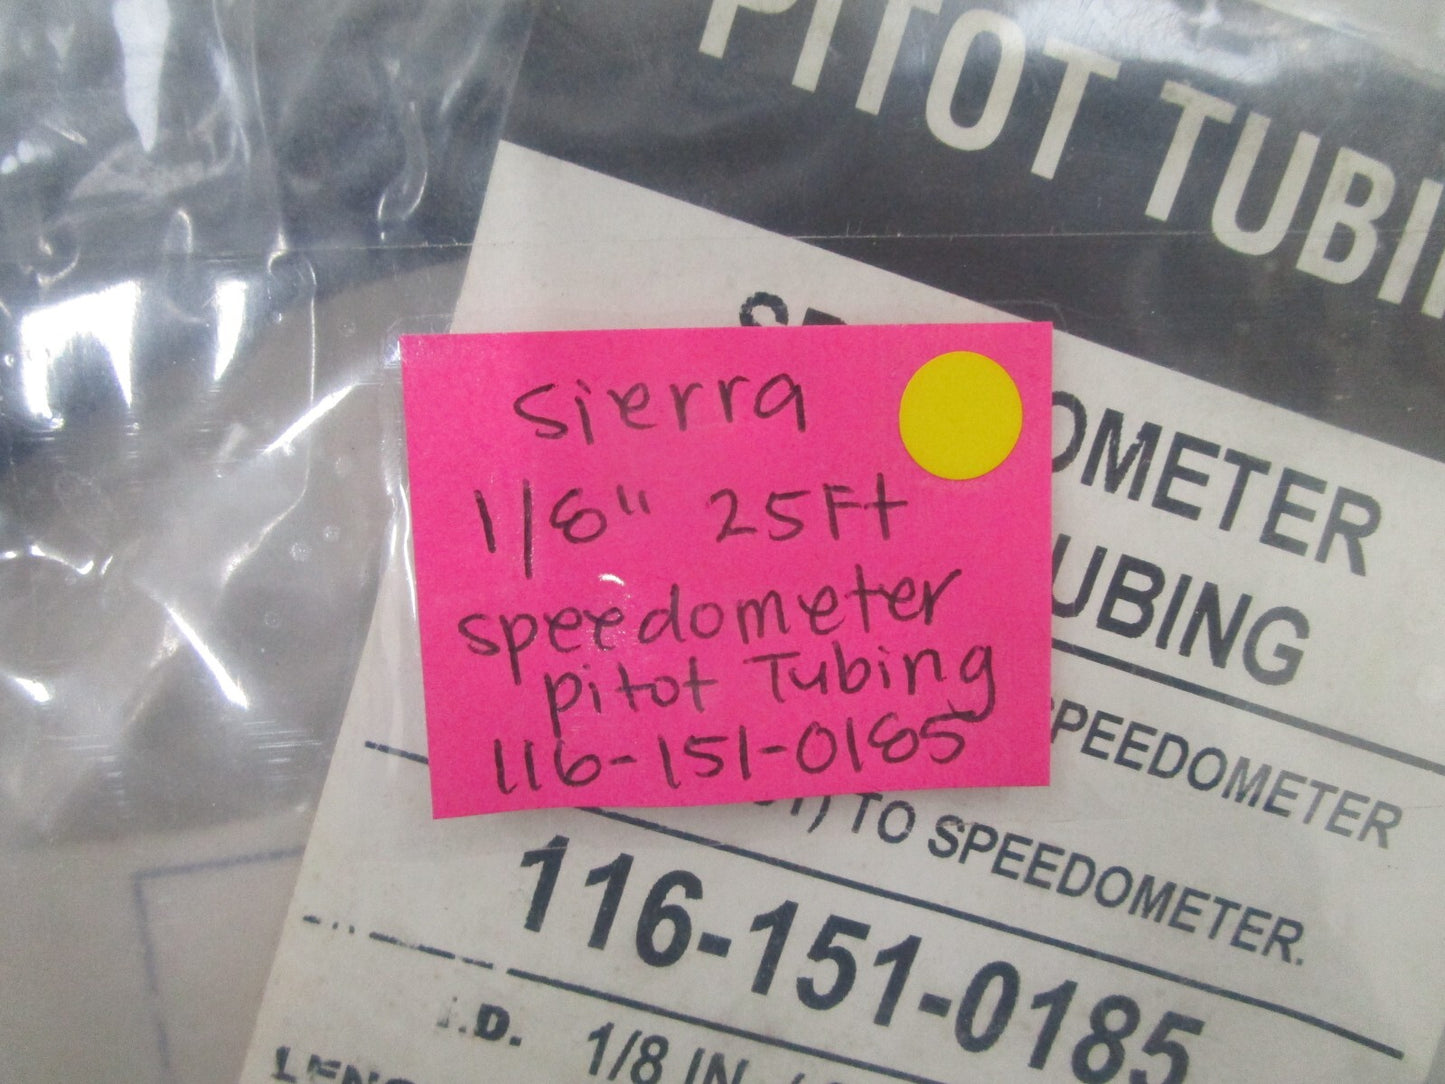 PITOT TUBI
sierra
1/8" 25Ft
speedometer
pitot Tubing
116-151-0185
OMETER
UBING
SPEEDOMETER
TO SPEEDOMETER.
116-151-0185
I.D. 1/8 IN.